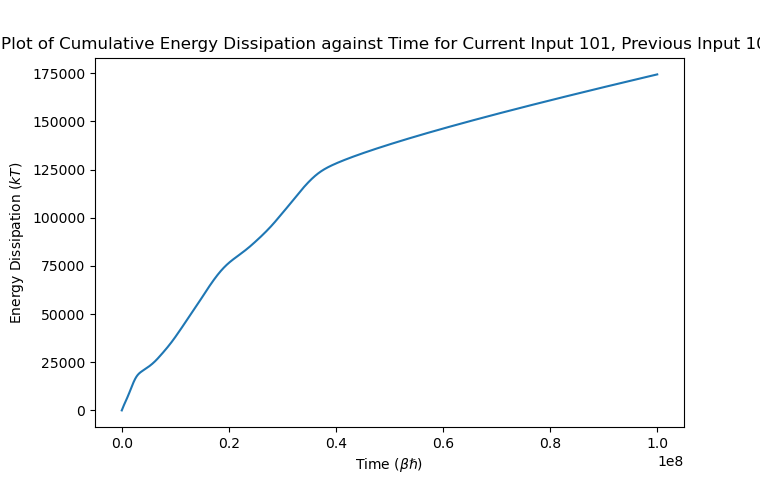 Plot of Cumulative Energy Dissipation against Time for Current Input 101, Previous Input 10
175000
150000
125000
100000
75000
50000
25000
0
Energy Dissipation (kT)
0.0 0.2 0.4 0.6 0.8 1.0
1e8
Time (βℏ)